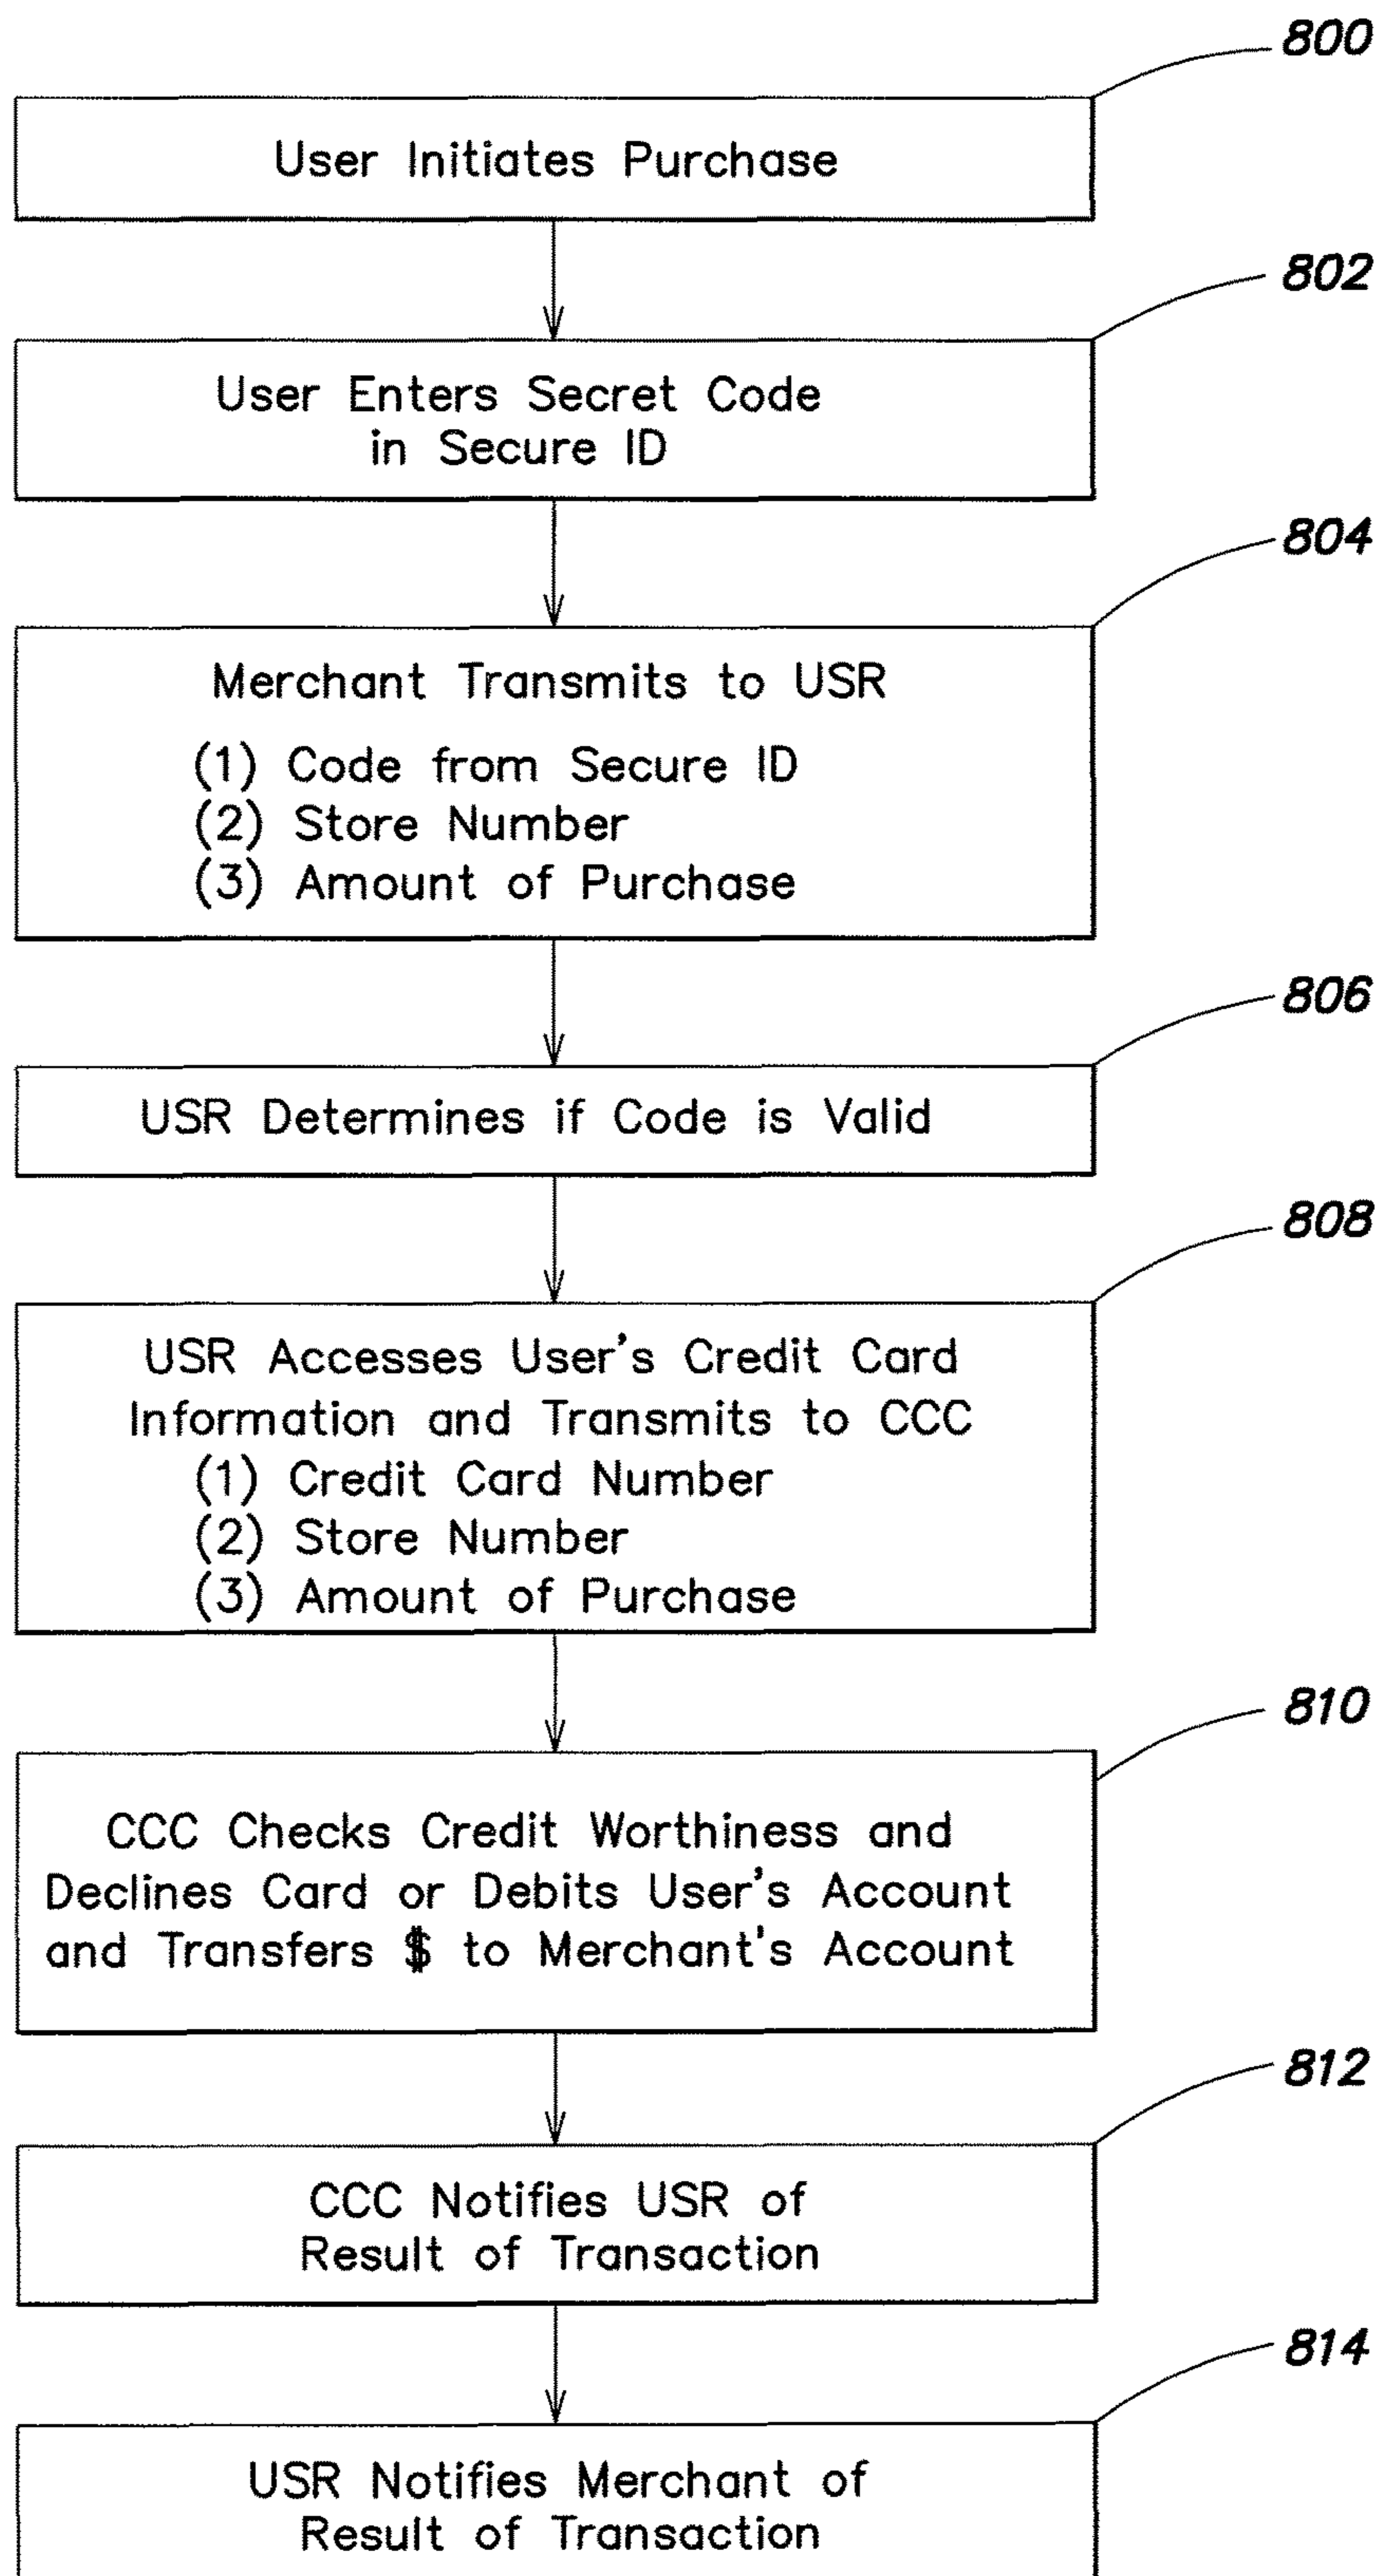 800
User Initiates Purchase
802
User Enters Secret Code
in Secure ID
804
Merchant Transmits to USR
(1) Code from Secure ID
(2) Store Number
(3) Amount of Purchase
806
USR Determines if Code is Valid
808
USR Accesses User's Credit Card
Information and Transmits to CCC
(1) Credit Card Number
(2) Store Number
(3) Amount of Purchase
810
CCC Checks Credit Worthiness and
Declines Card or Debits User's Account
and Transfers $ to Merchant's Account
812
CCC Notifies USR of
Result of Transaction
814
USR Notifies Merchant of
Result of Transaction